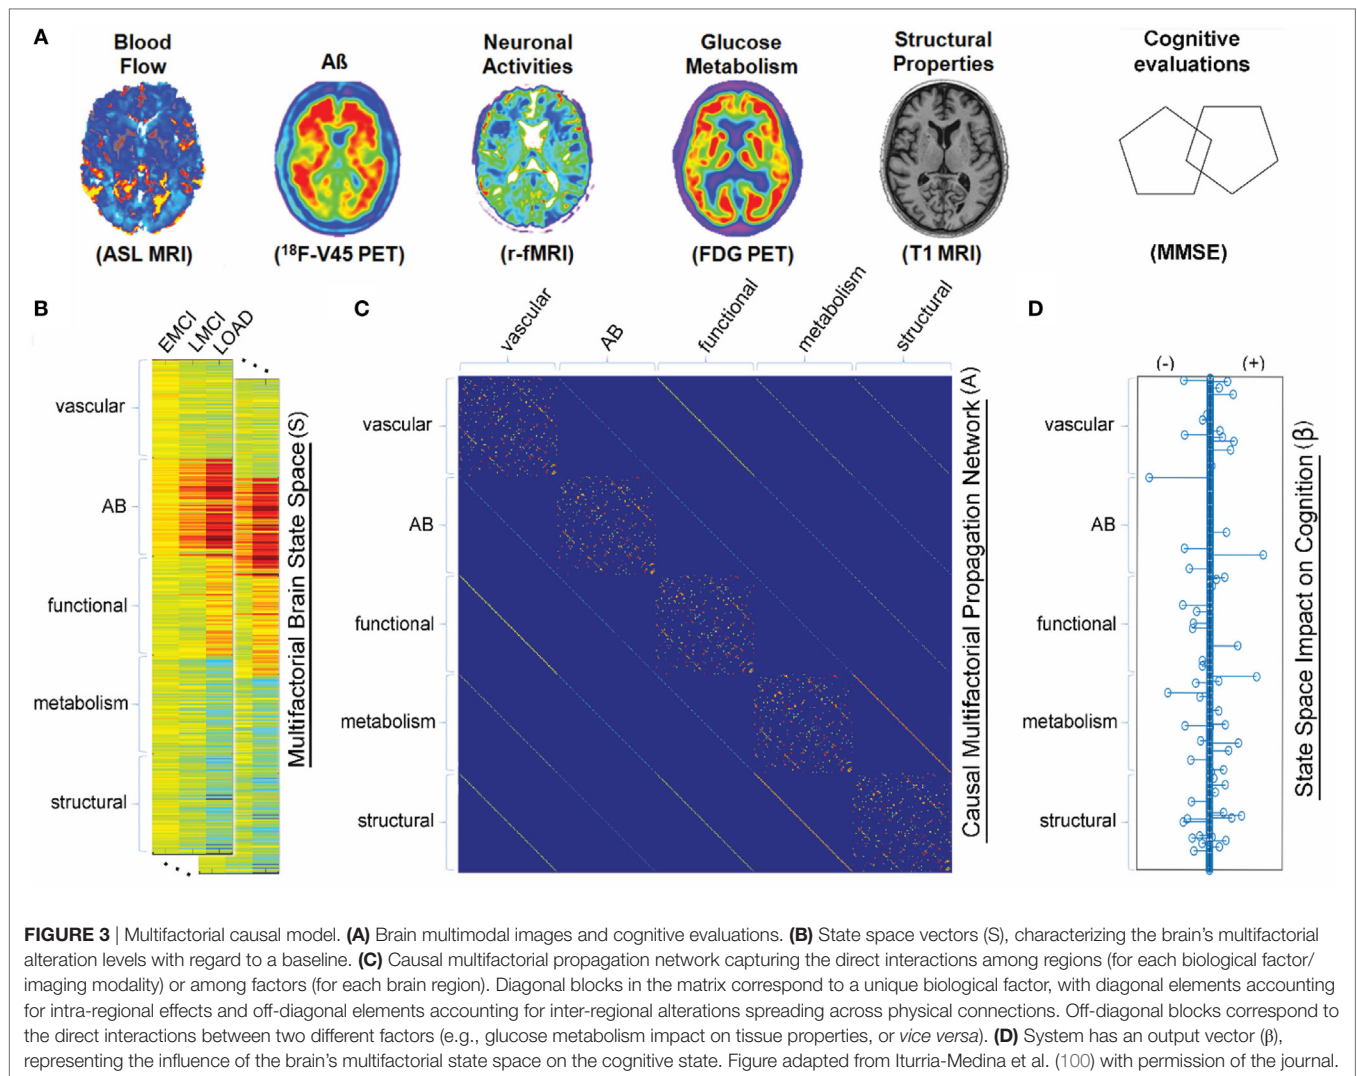 A
Blood
Flow
Aß
Neuronal
Activities
Glucose
Metabolism
Structural
Properties
Cognitive
evaluations
(ASL MRI)
(¹⁸F-V45 PET)
(r-fMRI)
(FDG PET)
(T1 MRI)
(MMSE)
B
EMCI
LMCI
LOAD
vascular
AB
functional
metabolism
structural
Multifactorial Brain State Space (S)
C
vascular
AB
functional
metabolism
structural
vascular
AB
functional
metabolism
structural
Causal Multifactorial Propagation Network (A)
D
(-)
(+)
vascular
AB
functional
metabolism
structural
State Space Impact on Cognition (β)
FIGURE 3 | Multifactorial causal model. (A) Brain multimodal images and cognitive evaluations. (B) State space vectors (S), characterizing the brain’s multifactorial
alteration levels with regard to a baseline. (C) Causal multifactorial propagation network capturing the direct interactions among regions (for each biological factor/
imaging modality) or among factors (for each brain region). Diagonal blocks in the matrix correspond to a unique biological factor, with diagonal elements accounting
for intra-regional effects and off-diagonal elements accounting for inter-regional alterations spreading across physical connections. Off-diagonal blocks correspond to
the direct interactions between two different factors (e.g., glucose metabolism impact on tissue properties, or vice versa). (D) System has an output vector (β),
representing the influence of the brain’s multifactorial state space on the cognitive state. Figure adapted from Iturria-Medina et al. (100) with permission of the journal.